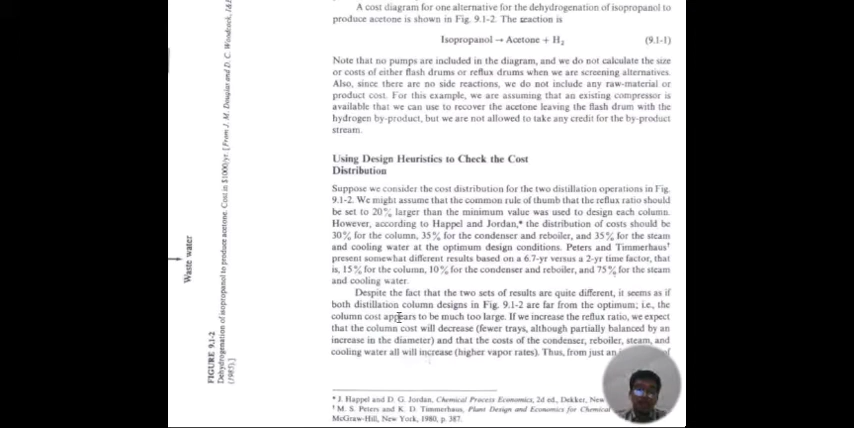 A cost diagram for one alternative for the dehydrogenation of isopropanol to
produce acetone is shown in Fig. 9.1-2. The reaction is
Isopropanol → Acetone + H₂ (9.1-1)
Note that no pumps are included in the diagram, and we do not calculate the size
or costs of either flash drums or reflux drums when we are screening alternatives.
Also, since there are no side reactions, we do not include any raw-material or
product cost. For this example, we are assuming that an existing compressor is
available that we can use to recover the acetone leaving the flash drum with the
hydrogen by-product, but we are not allowed to take any credit for the by-product
stream.
Using Design Heuristics to Check the Cost
Distribution
Suppose we consider the cost distribution for the two distillation operations in Fig.
9.1-2. We might assume that the common rule of thumb that the reflux ratio should
be set to 20% larger than the minimum value was used to design each column.
However, according to Happel and Jordan,* the distribution of costs should be
30% for the column, 35% for the condenser and reboiler, and 35% for the steam
and cooling water at the optimum design conditions. Peters and Timmerhaus†
present somewhat different results based on a 6.7-yr versus a 2-yr time factor, that
is, 15% for the column, 10% for the condenser and reboiler, and 75% for the steam
and cooling water.
Despite the fact that the two sets of results are quite different, it seems as if
both distillation column designs in Fig. 9.1-2 are far from the optimum; i.e., the
column cost appears to be much too large. If we increase the reflux ratio, we expect
that the column cost will decrease (fewer trays, although partially balanced by an
increase in the diameter) and that the costs of the condenser, reboiler, steam, and
cooling water all will increase (higher vapor rates). Thus, from just an
* J. Happel and D. G. Jordan, Chemical Process Economics, 2d ed., Dekker, New
† M. S. Peters and K. D. Timmerhaus, Plant Design and Economics for Chemical
McGraw-Hill, New York, 1980, p. 387.
Waste water
FIGURE 9.1-2
Dehydrogenation of isopropanol to produce acetone. Cost in $1000/yr. [From J. M. Douglas and D. C. Woodcock, I&
(1985).]